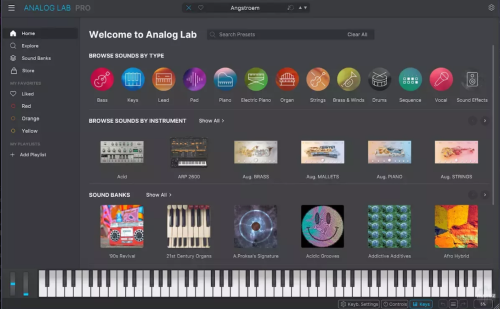 ANALOG LAB PRO
Angstroem
Home
Explore
Sound Banks
Store
MY FAVORITES
Liked
Red
Orange
Yellow
MY PLAYLISTS
Add Playlist
Welcome to Analog Lab
Search Presets
Clear All
BROWSE SOUNDS BY TYPE
Bass Keys Lead Pad Piano Electric Piano Organ Strings Brass & Winds Drums Sequence Vocal Sound Effects
BROWSE SOUNDS BY INSTRUMENT Show All >
Acid ARP 2600 Aug. BRASS Aug. MALLETS Aug. PIANO Aug. STRINGS
SOUND BANKS Show All >
'90s Revival 21st Century Organs A.Prokea's Signature Acidic Grooves Addictive Additives Afro Hybrid
Keyb. Settings Controls Keys